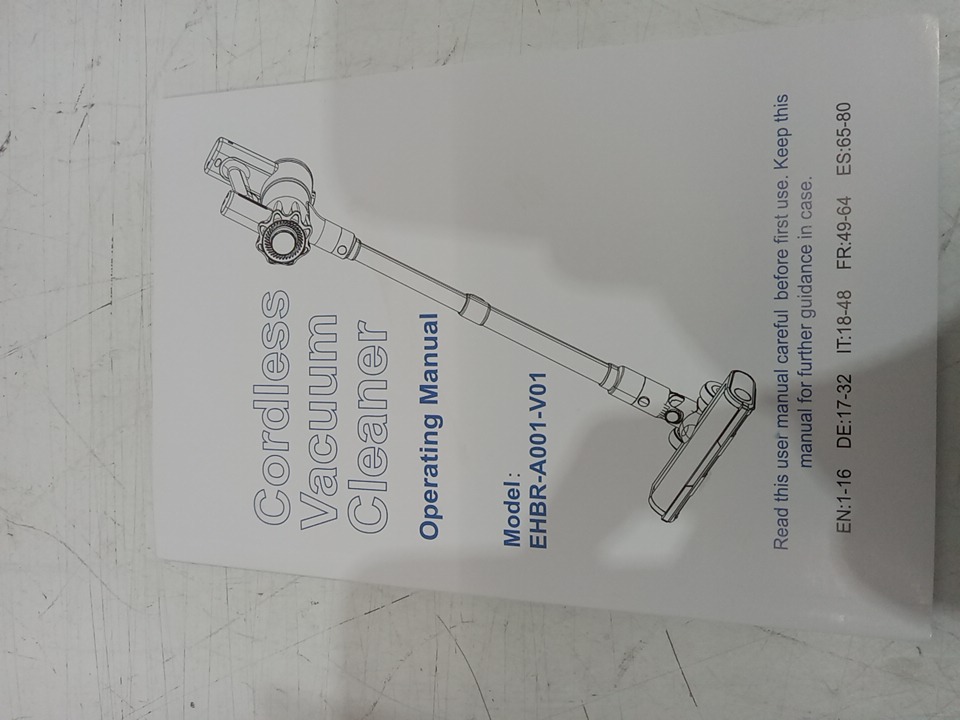 Cordless
Vacuum
Cleaner
Operating Manual
Model:
EHBR-A001-V01
Read this user manual careful before first use. Keep this
manual for further guidance in case.
EN:1-16 DE:17-32 IT:18-48 FR:49-64 ES:65-80